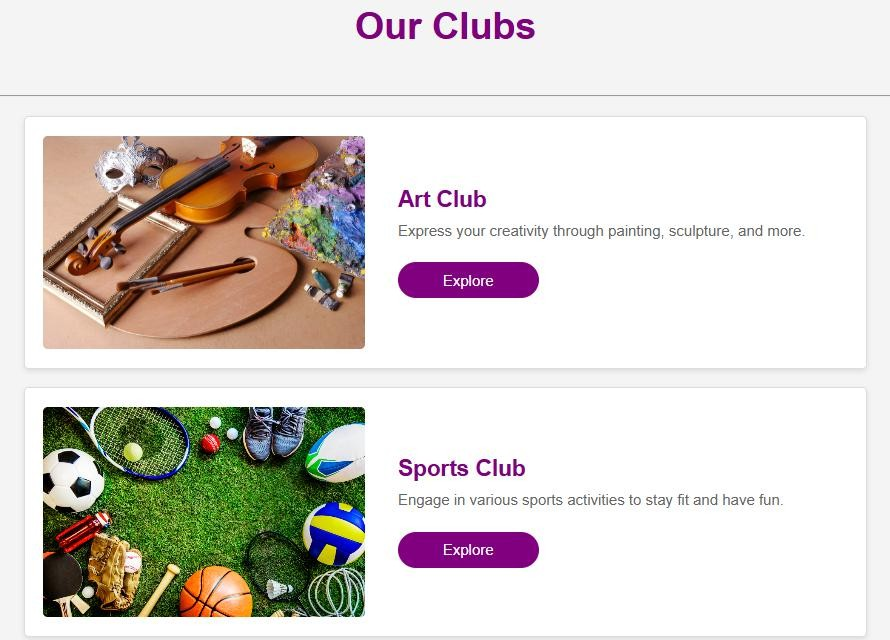 Our Clubs
Art Club
Express your creativity through painting, sculpture, and more.
Explore
Sports Club
Engage in various sports activities to stay fit and have fun.
Explore